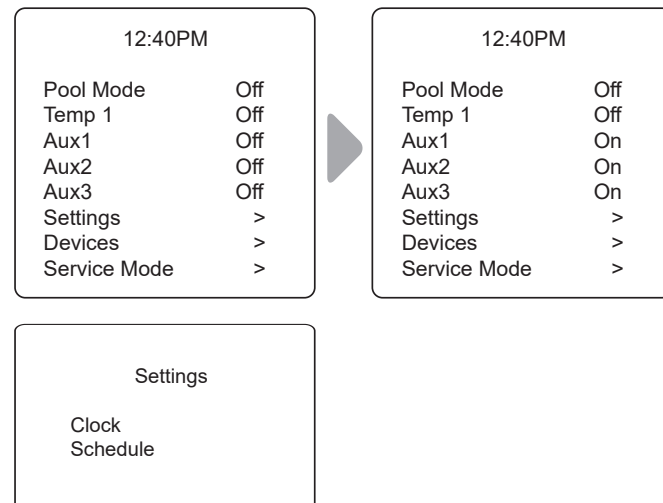 12:40PM
Pool Mode Off
Temp 1 Off
Aux1 Off
Aux2 Off
Aux3 Off
Settings >
Devices >
Service Mode >
12:40PM
Pool Mode Off
Temp 1 Off
Aux1 On
Aux2 On
Aux3 On
Settings >
Devices >
Service Mode >
Settings
Clock
Schedule